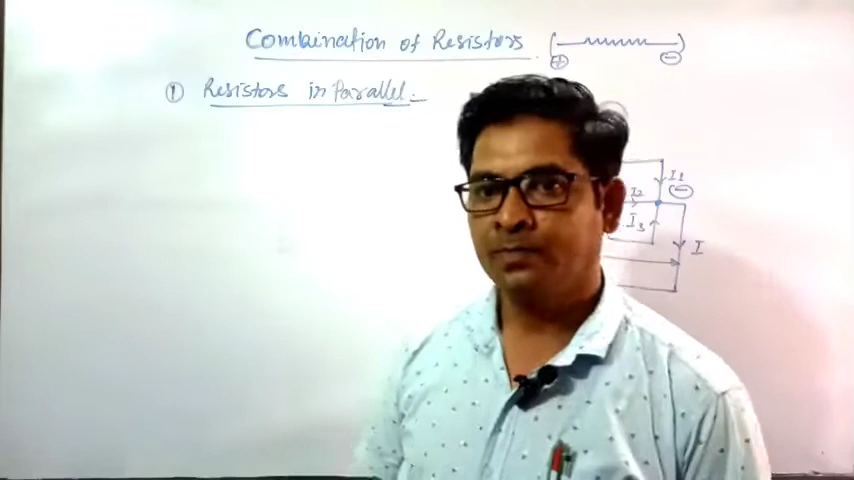 Combination of Resistors
+ −
① Resistors in Parallel
I1
I2 −
I3
I